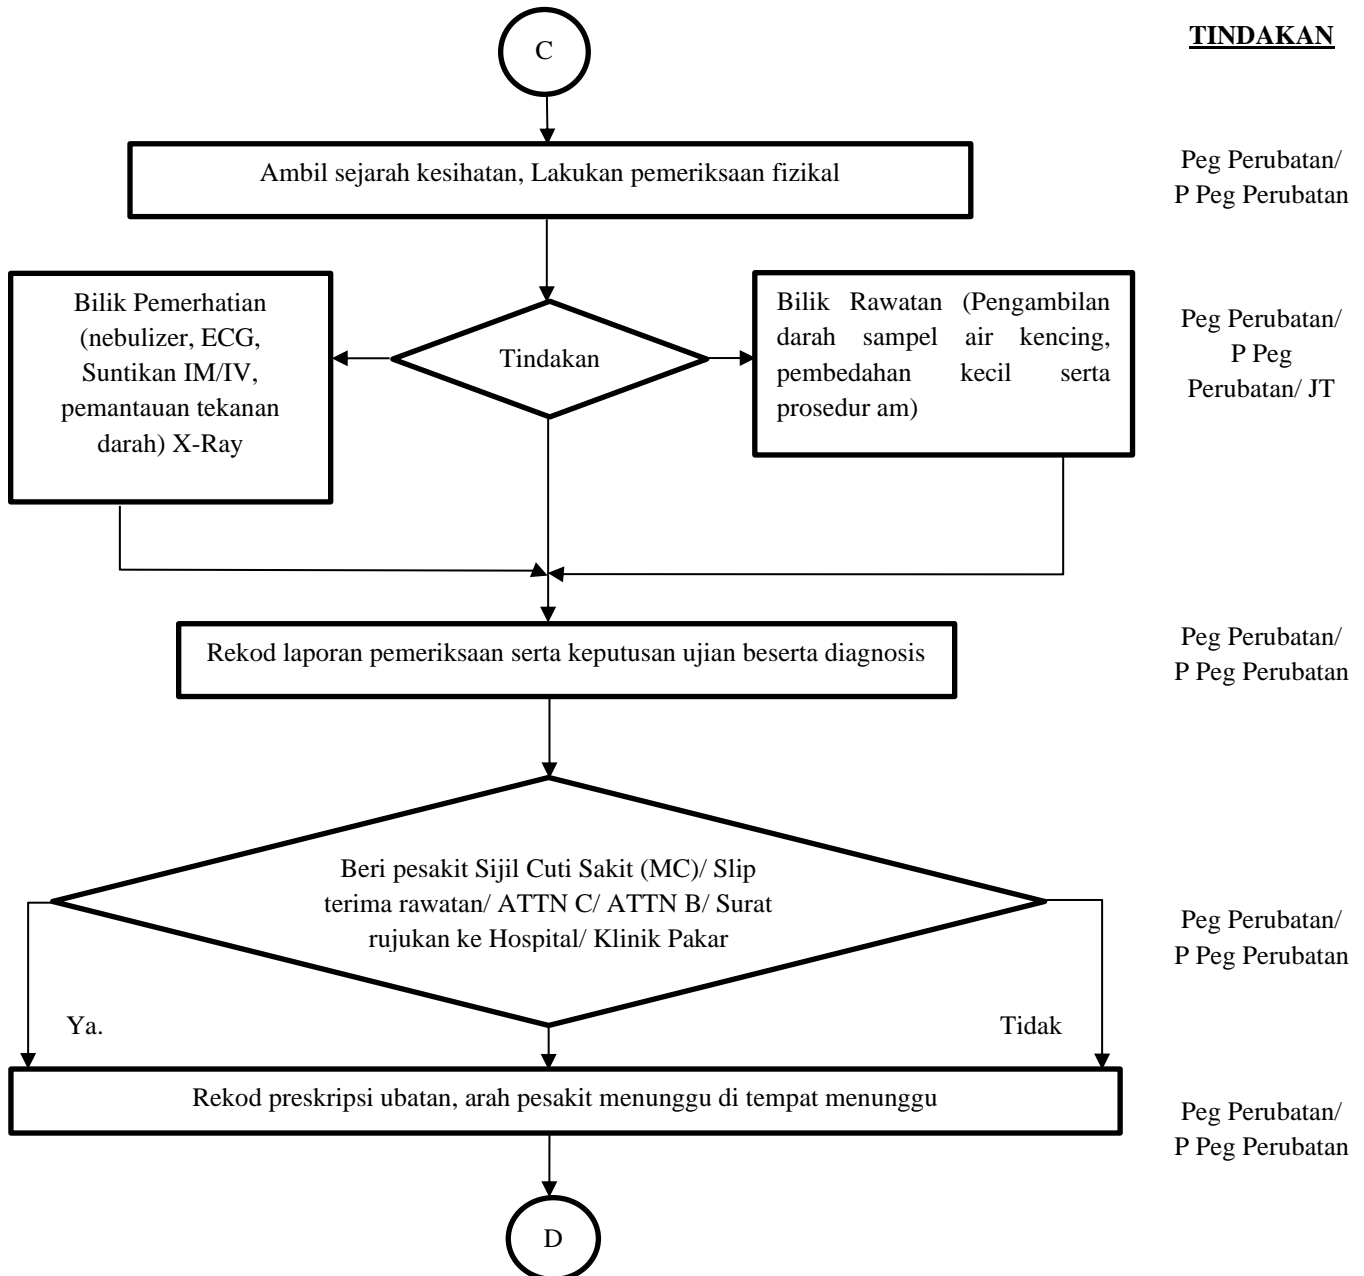 C
TINDAKAN
Ambil sejarah kesihatan, Lakukan pemeriksaan fizikal
Peg Perubatan/
P Peg Perubatan
Bilik Pemerhatian
(nebulizer, ECG,
Suntikan IM/IV,
pemantauan tekanan
darah) X-Ray
Tindakan
Bilik Rawatan (Pengambilan
darah sampel air kencing,
pembedahan kecil serta
prosedur am)
Peg Perubatan/
P Peg
Perubatan/ JT
Rekod laporan pemeriksaan serta keputusan ujian beserta diagnosis
Peg Perubatan/
P Peg Perubatan
Beri pesakit Sijil Cuti Sakit (MC)/ Slip
terima rawatan/ ATTN C/ ATTN B/ Surat
rujukan ke Hospital/ Klinik Pakar
Peg Perubatan/
P Peg Perubatan
Ya.
Tidak
Rekod preskripsi ubatan, arah pesakit menunggu di tempat menunggu
Peg Perubatan/
P Peg Perubatan
D